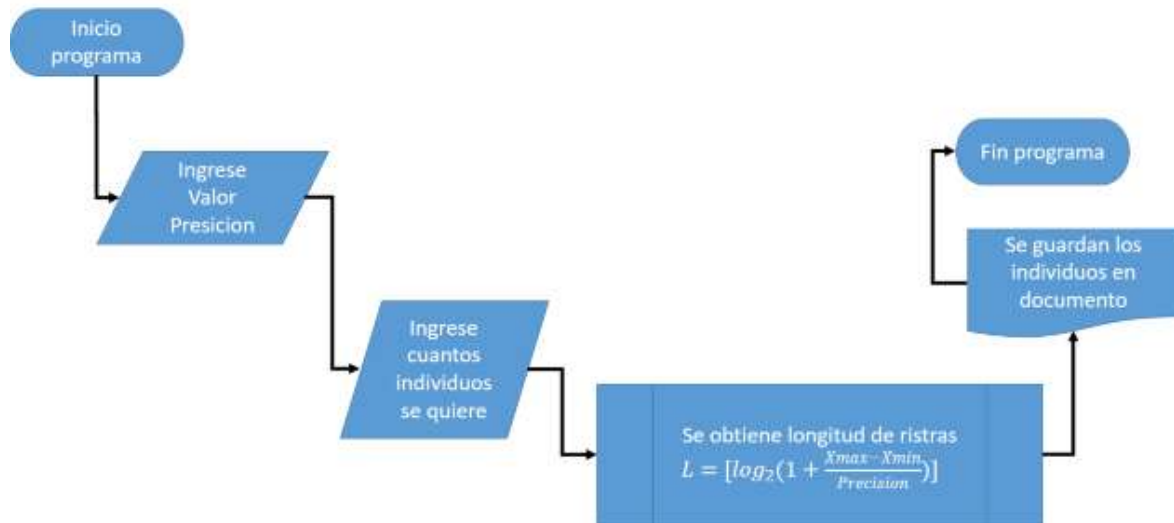 Inicio
programa
Ingrese
Valor
Presicion
Ingrese
cuantos
individuos
se quiere
Se obtiene longitud de ristras
L = [log₂(1 + (Xmax−Xmin)/Precision)]
Se guardan los
individuos en
documento
Fin programa